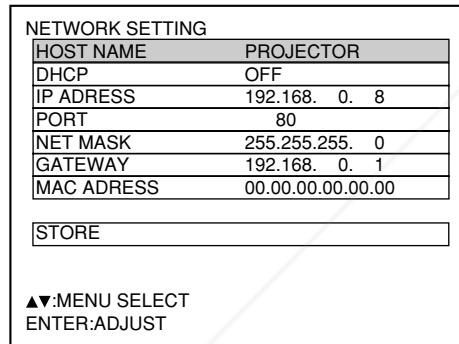 NETWORK SETTING
HOST NAME PROJECTOR
DHCP OFF
IP ADRESS 192.168. 0. 8
PORT 80
NET MASK 255.255.255. 0
GATEWAY 192.168. 0. 1
MAC ADRESS 00.00.00.00.00.00
STORE
▲▼:MENU SELECT
ENTER:ADJUST